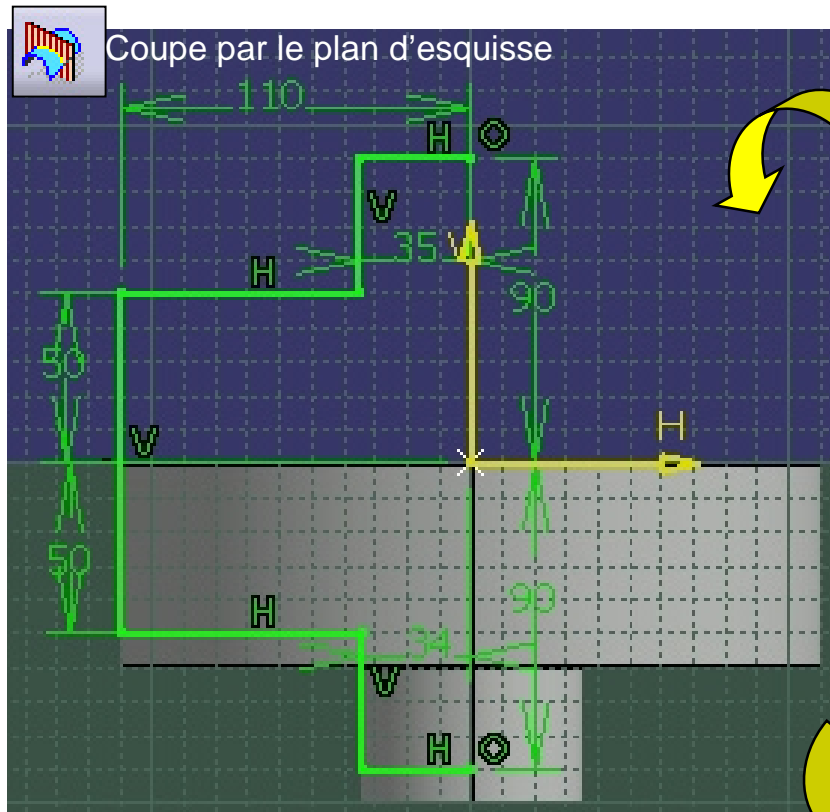 Coupe par le plan d’esquisse
110
H O
V
35 V
H
90
50
H
V
50
90
H
34
V
H O